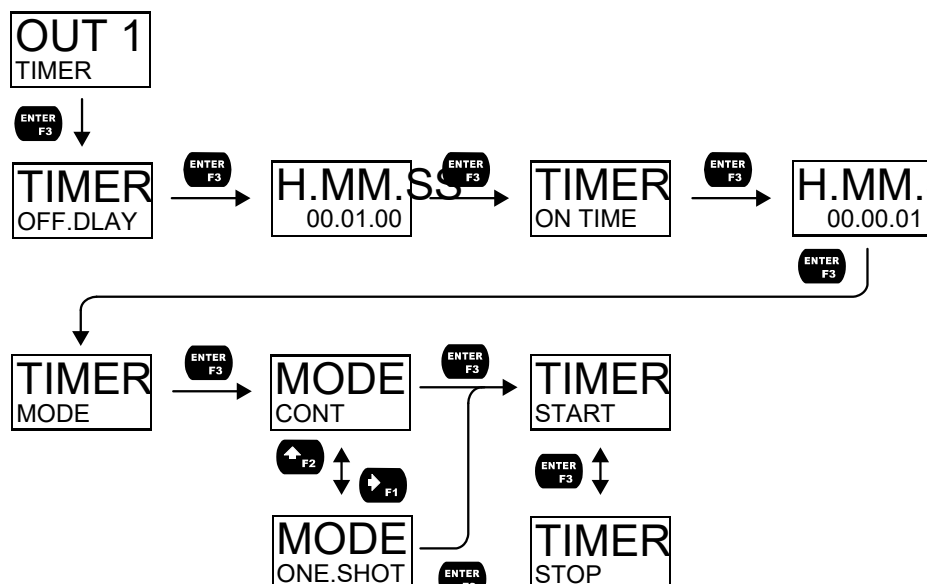 OUT 1
TIMER
ENTER
F3
TIMER
OFF.DLAY
ENTER
F3
H.MM.SS
00.01.00
ENTER
F3
TIMER
ON TIME
ENTER
F3
H.MM.
00.00.01
ENTER
F3
TIMER
MODE
ENTER
F3
MODE
CONT
ENTER
F3
TIMER
START
F2
F1
ENTER
F3
MODE
ONE.SHOT
ENTER
TIMER
STOP